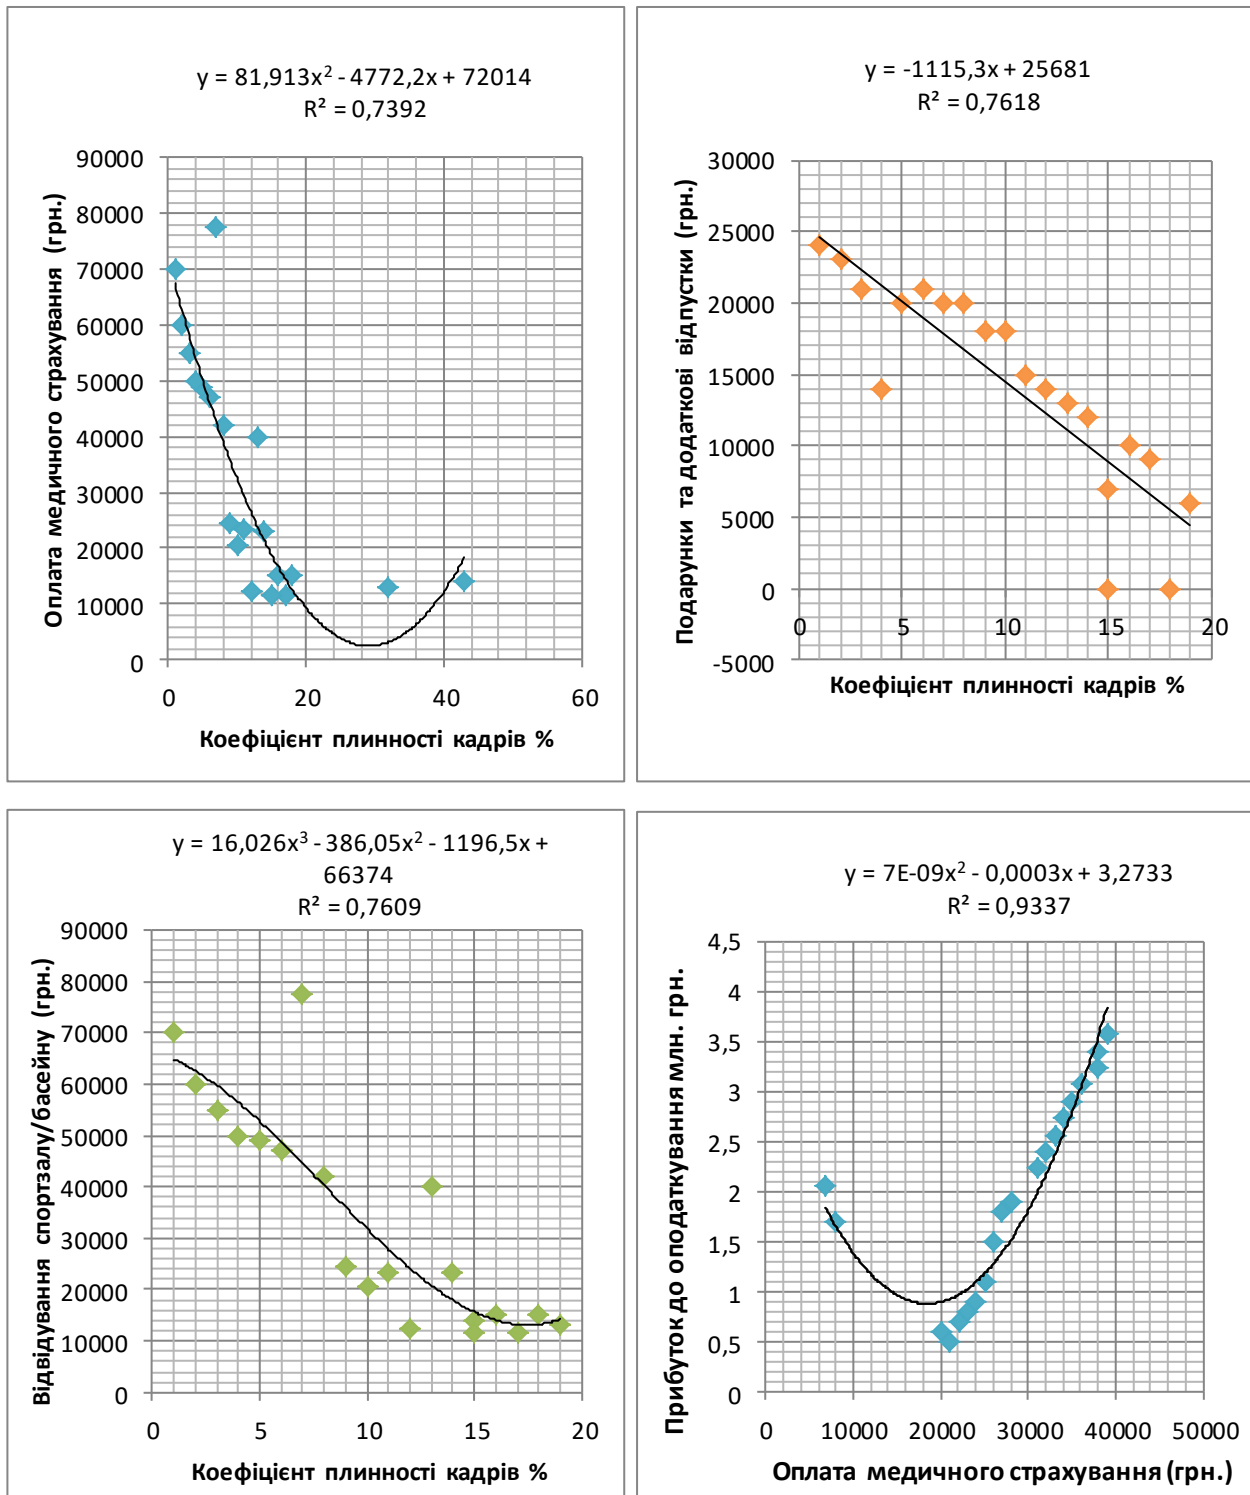 y = 81,913x² - 4772,2x + 72014
R² = 0,7392
90000
80000
70000
60000
50000
40000
30000
20000
10000
0
0 20 40 60
Оплата медичного страхування (грн.)
Коефіцієнт плинності кадрів %
y = -1115,3x + 25681
R² = 0,7618
30000
25000
20000
15000
10000
5000
0
-5000
0 5 10 15 20
Подарунки та додаткові відпустки (грн.)
Коефіцієнт плинності кадрів %
y = 16,026x³ - 386,05x² - 1196,5x +
66374
R² = 0,7609
90000
80000
70000
60000
50000
40000
30000
20000
10000
0
0 5 10 15 20
Відвідування спортзалу/басейну (грн.)
Коефіцієнт плинності кадрів %
y = 7E-09x² - 0,0003x + 3,2733
R² = 0,9337
4,5
4
3,5
3
2,5
2
1,5
1
0,5
0
0 10000 20000 30000 40000 50000
Прибуток до оподаткування млн. грн.
Оплата медичного страхування (грн.)